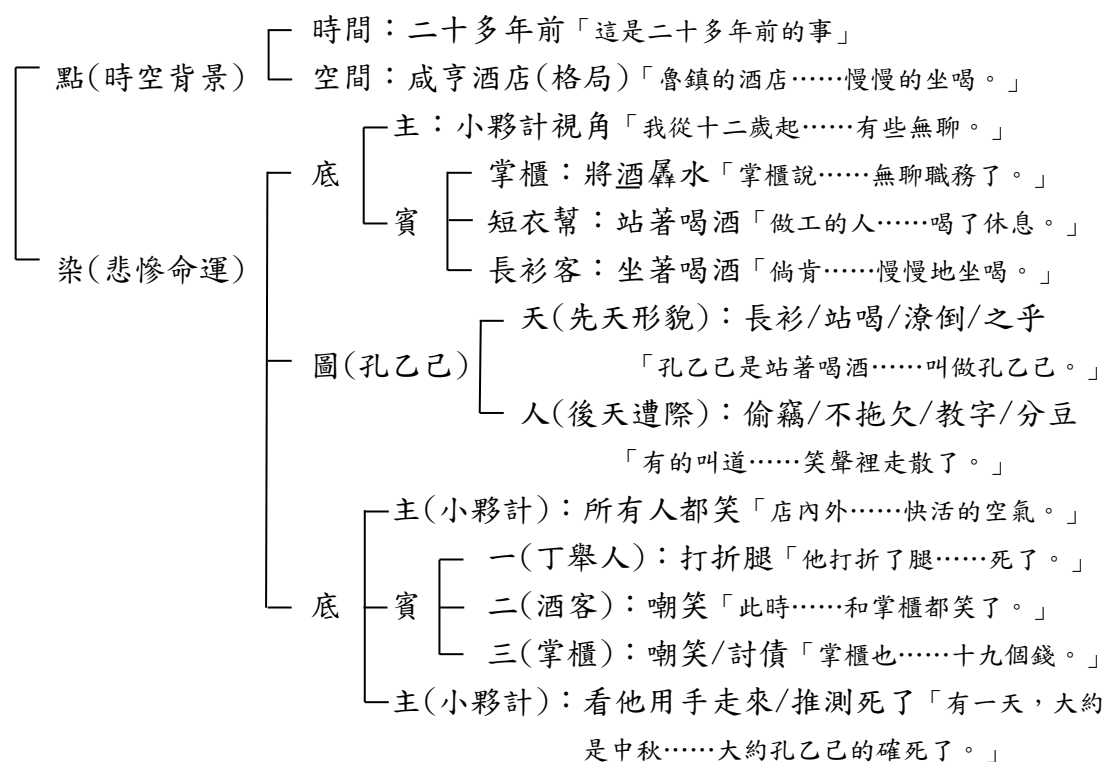 時間：二十多年前「這是二十多年前的事」
點(時空背景)
空間：咸亨酒店(格局)「魯鎮的酒店……慢慢的坐喝。」
主：小夥計視角「我從十二歲起……有些無聊。」
底
掌櫃：將酒羼水「掌櫃說……無聊職務了。」
賓
短衣幫：站著喝酒「做工的人……喝了休息。」
染(悲慘命運)
長衫客：坐著喝酒「倘肯……慢慢地坐喝。」
天(先天形貌)：長衫/站喝/潦倒/之乎
圖(孔乙己)
「孔乙己是站著喝酒……叫做孔乙己。」
人(後天遭際)：偷竊/不拖欠/教字/分豆
「有的叫道……笑聲裡走散了。」
主(小夥計)：所有人都笑「店內外……快活的空氣。」
一(丁舉人)：打折腿「他打折了腿……死了。」
底
賓
二(酒客)：嘲笑「此時……和掌櫃都笑了。」
三(掌櫃)：嘲笑/討債「掌櫃也……十九個錢。」
主(小夥計)：看他用手走來/推測死了「有一天，大約
是中秋……大約孔乙己的確死了。」